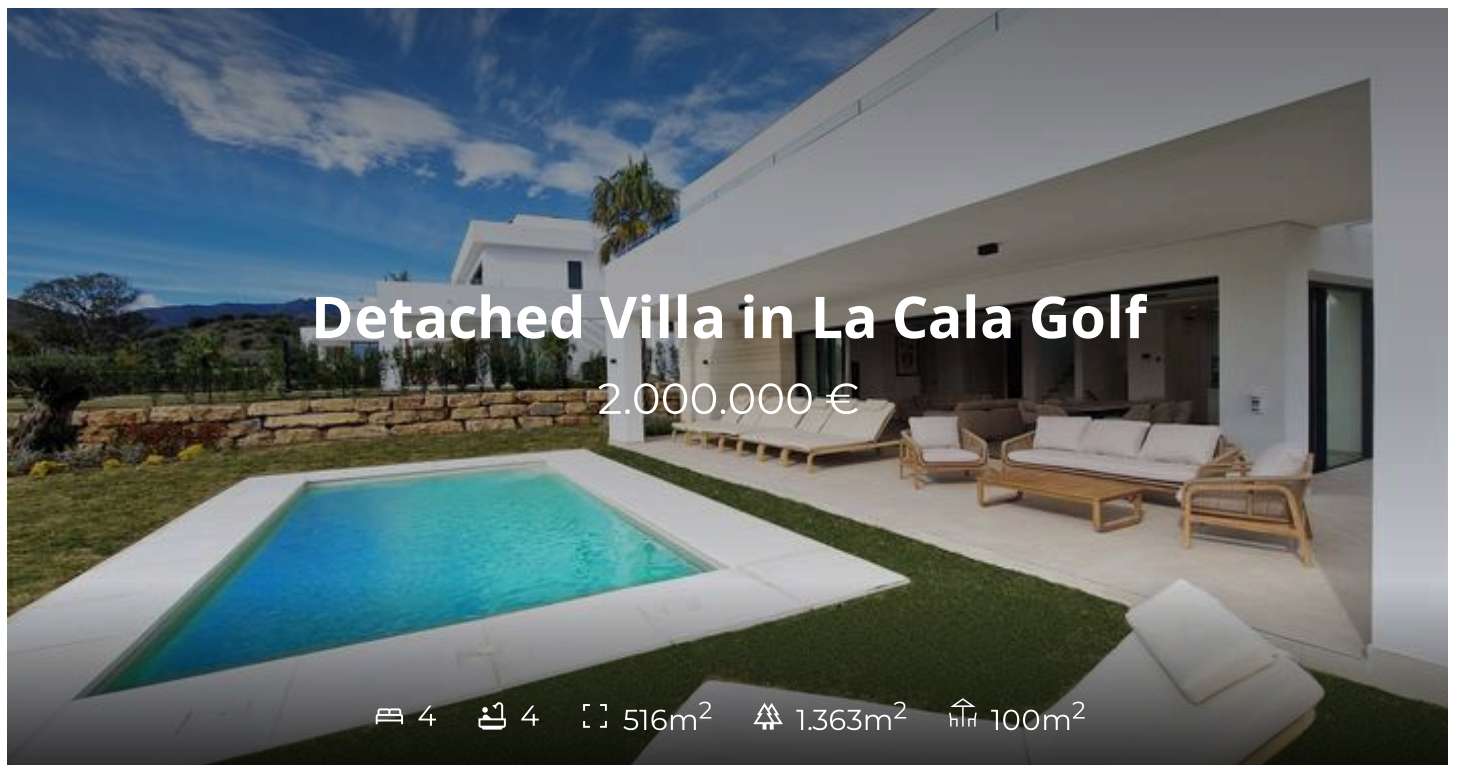 Detached Villa in La Cala Golf
2.000.000 €
4 4 516m² 1.363m² 100m²